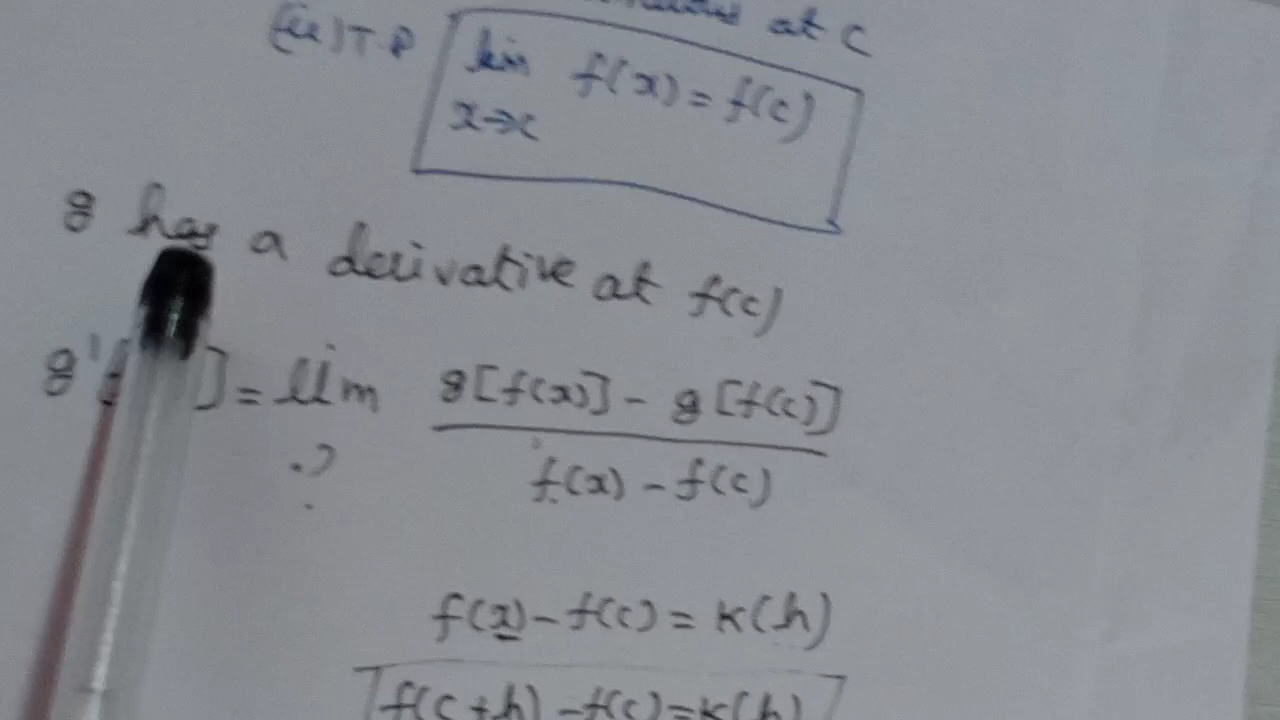 at c
(ii) T.P lim f(x) = f(c)
x→c
g has a derivative at f(c)
g'[ ] = lim g[f(x)] - g[f(c)]
? f(x) - f(c)
f(x) - f(c) = k(h)
f(c+h) - f(c) = k(h)